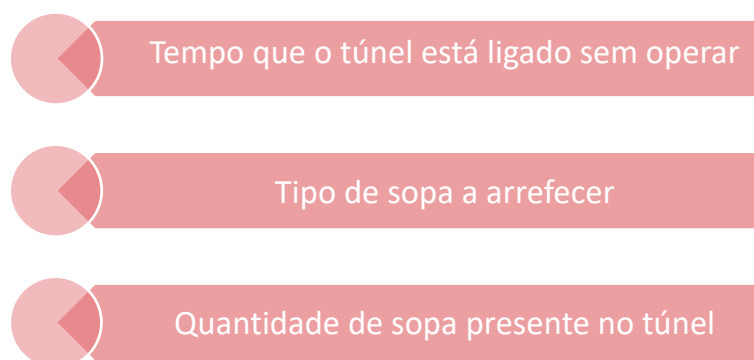 Tempo que o túnel está ligado sem operar
Tipo de sopa a arrefecer
Quantidade de sopa presente no túnel